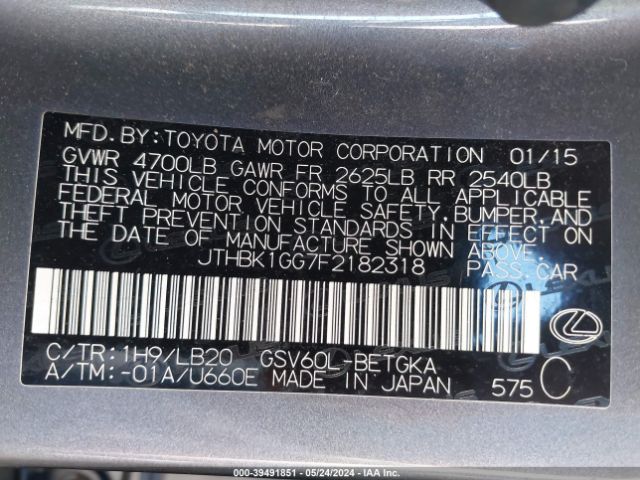 MFD. BY: TOYOTA MOTOR CORPORATION 01/15
GVWR 4700LB GAWR FR 2625LB RR 2540LB
THIS VEHICLE CONFORMS TO ALL APPLICABLE
FEDERAL MOTOR VEHICLE SAFETY, BUMPER, AND
THEFT PREVENTION STANDARDS IN EFFECT
ON THE DATE OF MANUFACTURE SHOWN ABOVE.
JTHBK1GG7F2182318 PASS. CAR
C/TR: 1H9/LB20 GSV60L-BETGKA
A/TM: -01A/U660E MADE IN JAPAN 575 C
(BB - 39491851 - 05/24/2024 - IAA Inc.)